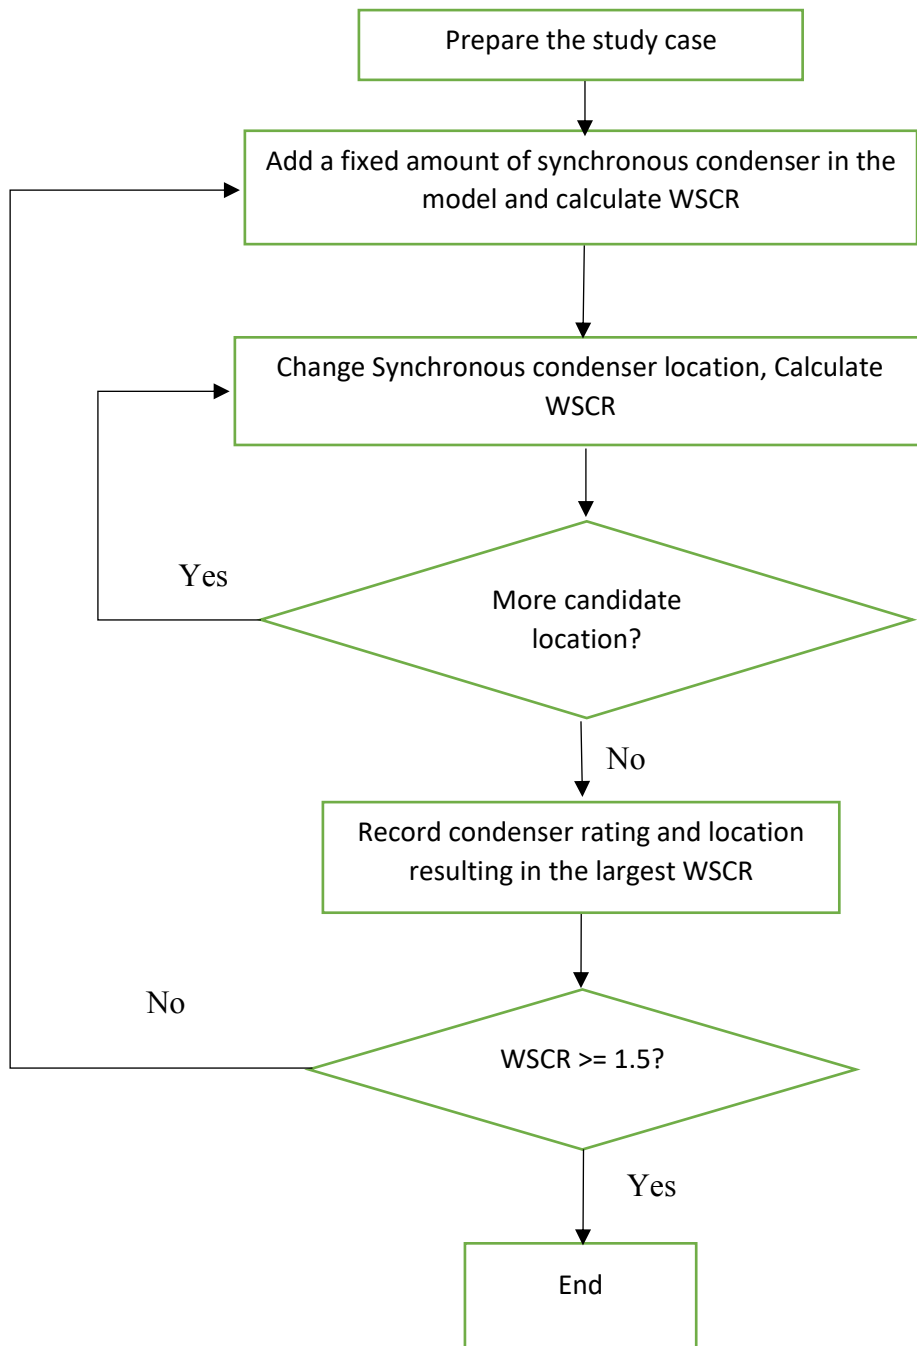 Prepare the study case
Add a fixed amount of synchronous condenser in the
model and calculate WSCR
Change Synchronous condenser location, Calculate
WSCR
Yes
More candidate
location?
No
Record condenser rating and location
resulting in the largest WSCR
No
WSCR >= 1.5?
Yes
End